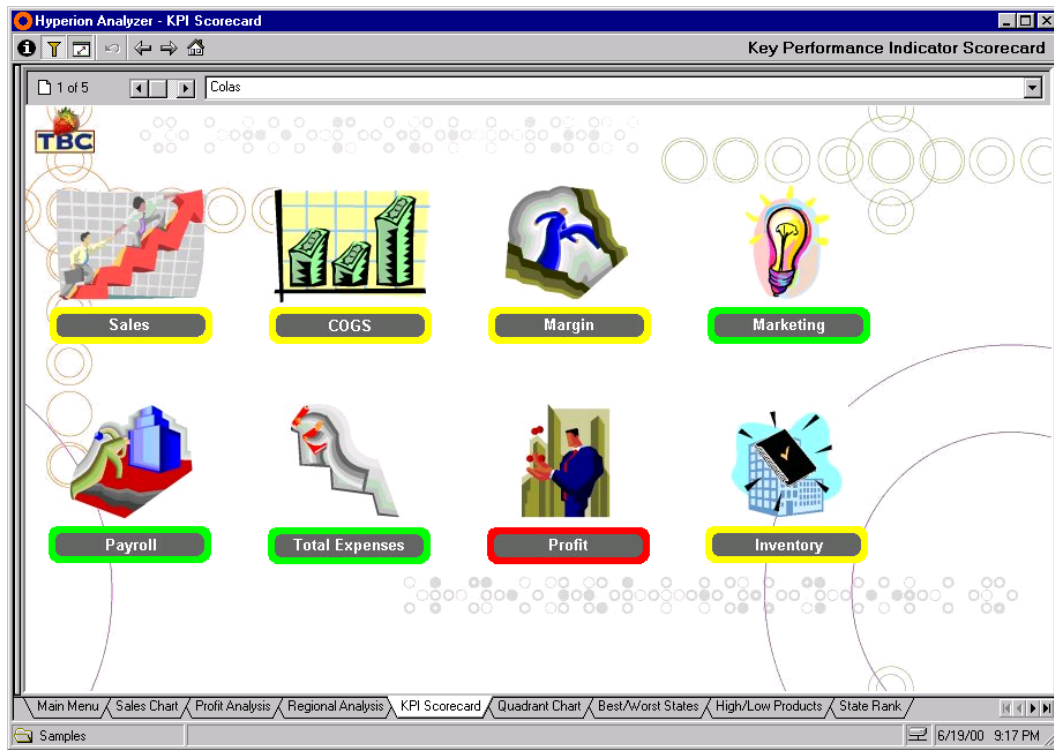 Hyperion Analyzer - KPI Scorecard
Key Performance Indicator Scorecard
1 of 5 Colas
TBC
Sales COGS Margin Marketing
Payroll Total Expenses Profit Inventory
Main Menu Sales Chart Profit Analysis Regional Analysis KPI Scorecard Quadrant Chart Best/Worst States High/Low Products State Rank
Samples 6/19/00 9:17 PM